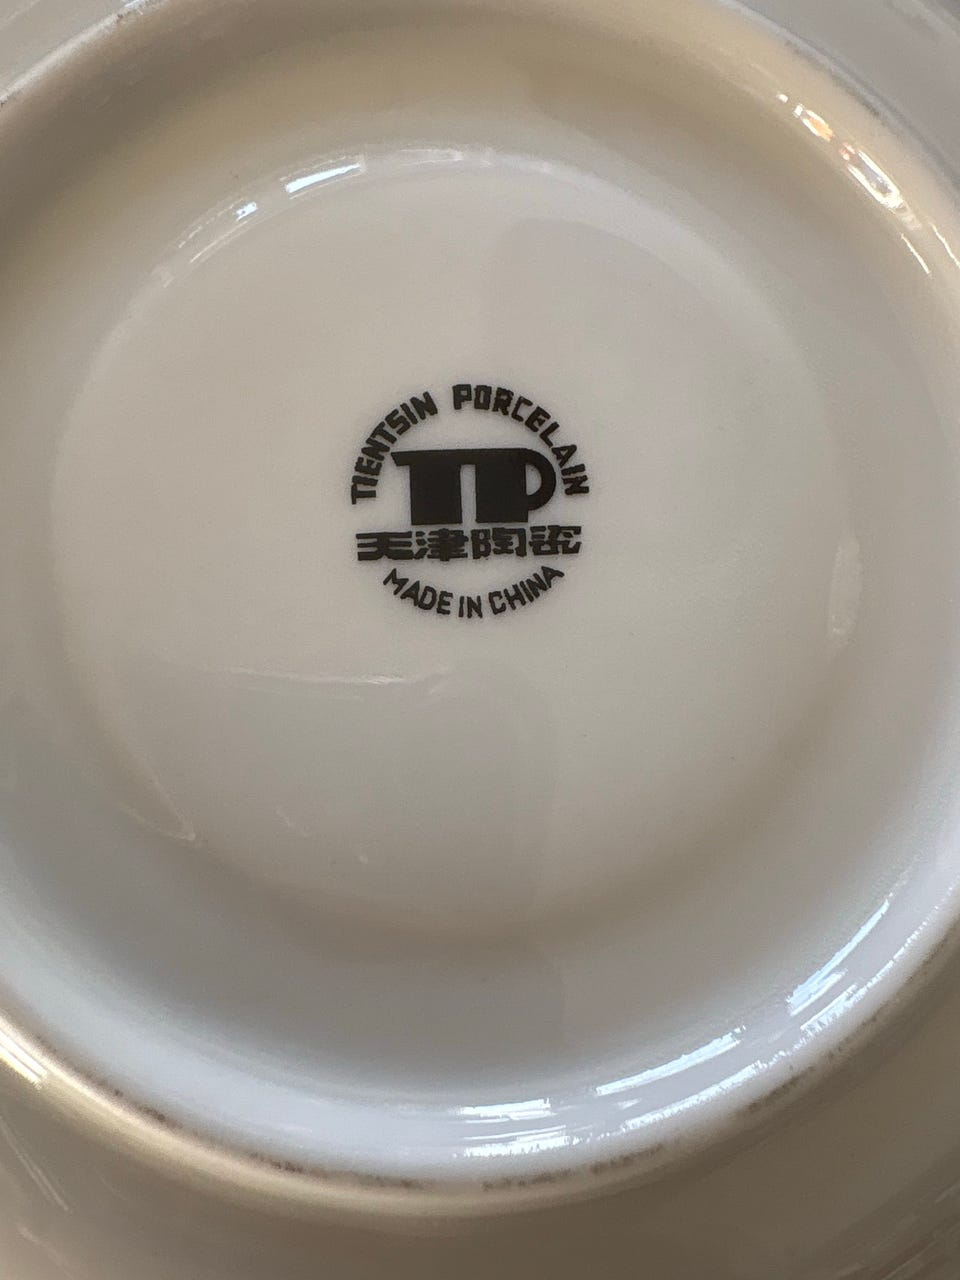 TIENTSIN PORCELAIN
TP
天津陶瓷
MADE IN CHINA